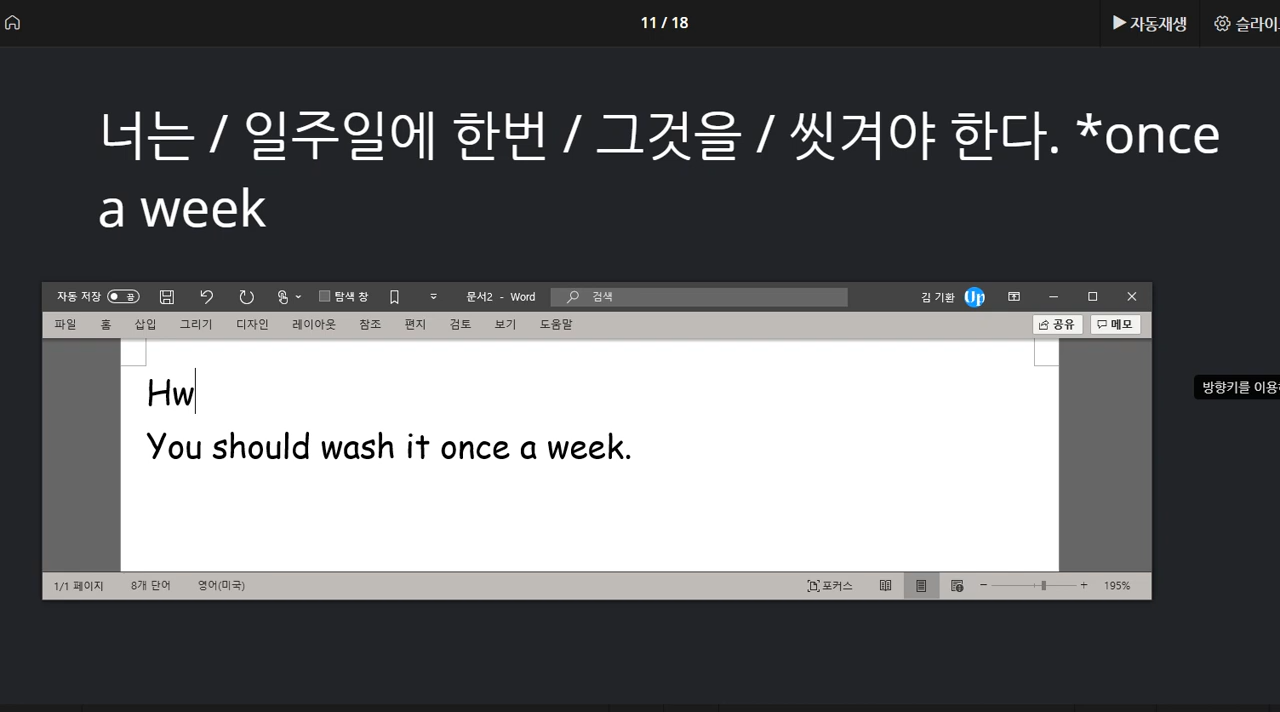 11 / 18
▶ 자동재생
슬라이
너는 / 일주일에 한번 / 그것을 / 씻겨야 한다. *once
a week
자동 저장 끔 탐색 창 문서2 - Word 검색 김 기환 Up
파일 홈 삽입 그리기 디자인 레이아웃 참조 편지 검토 보기 도움말 공유 메모
Hw
방향키를 이용
You should wash it once a week.
1/1 페이지 8개 단어 영어(미국) 포커스 195%